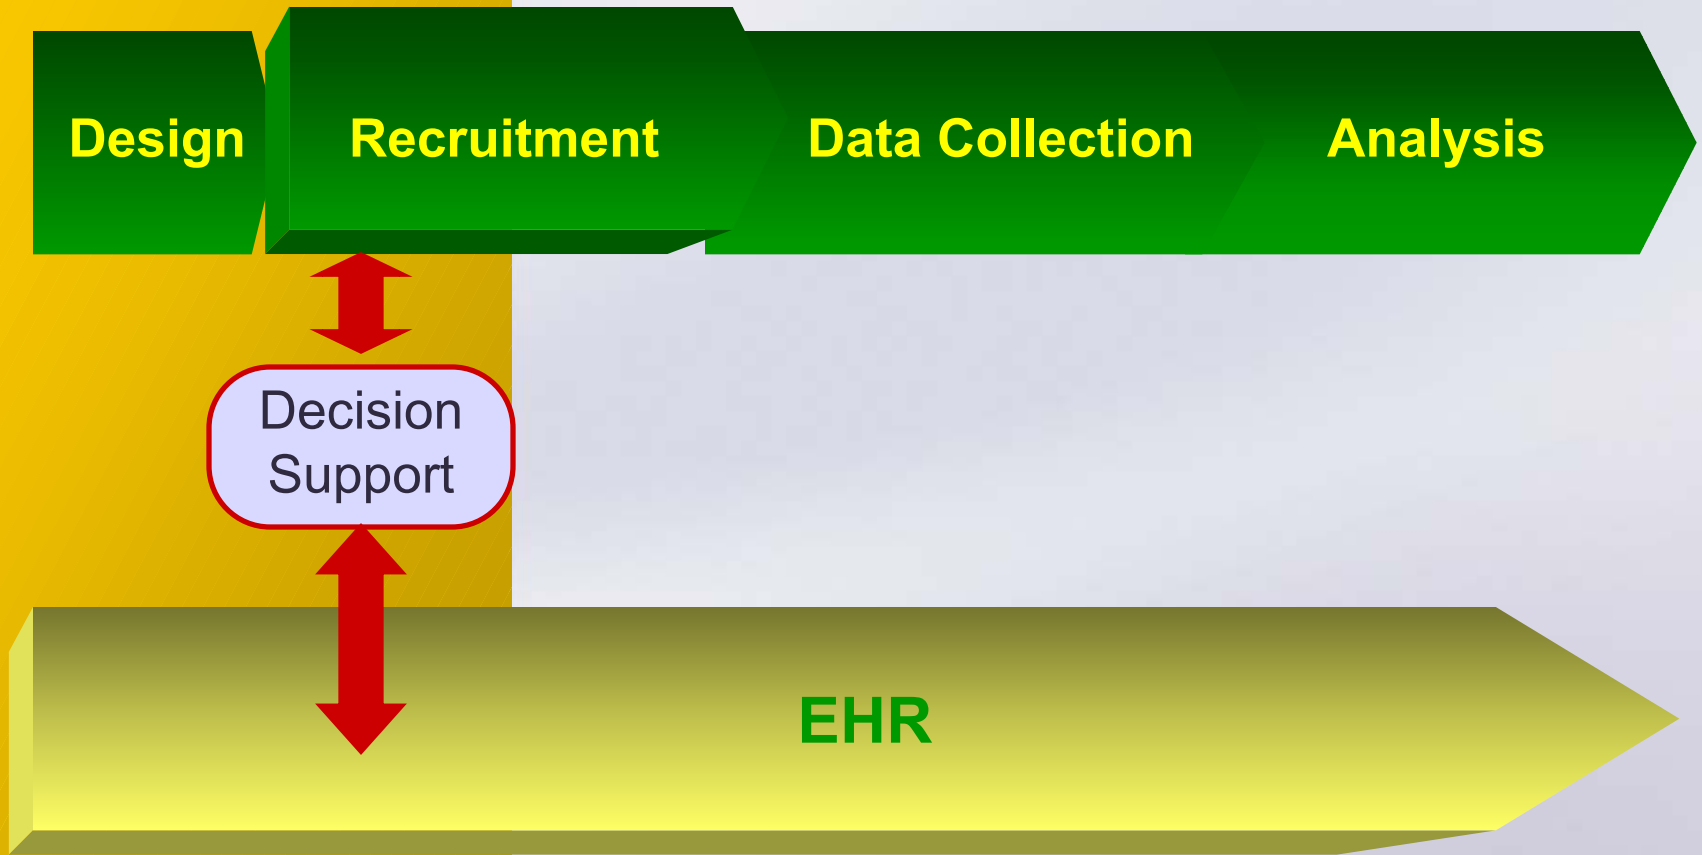 Design
Recruitment
Data Collection
Analysis
Decision
Support
EHR